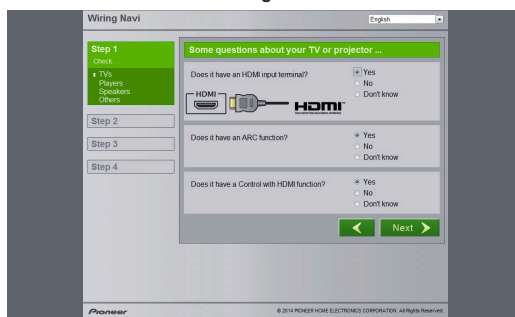 Wiring Navi
English
Step 1
Check.
TVs
Players
Speakers
Others
Step 2
Step 3
Step 4
Some questions about your TV or projector ...
Does it have an HDMI input terminal?
Yes
No
Don't know
HDMI
HDMI
Does it have an ARC function?
Yes
No
Don't know
Does it have a Control with HDMI function?
Yes
No
Don't know
Next
Pioneer
© 2014 PIONEER HOME ELECTRONICS CORPORATION. All Rights Reserved.